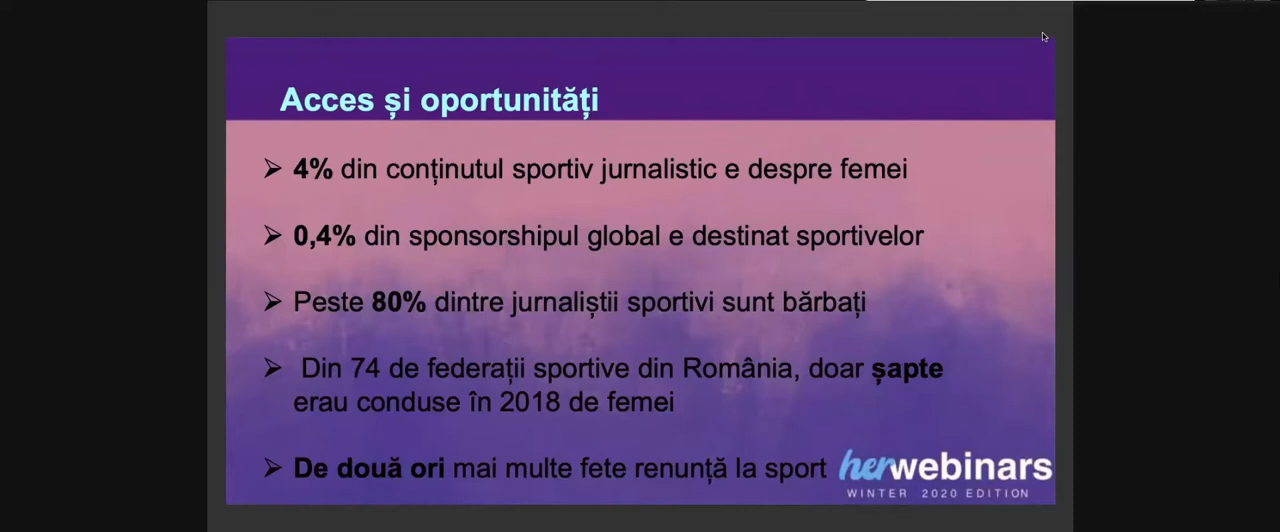 Acces și oportunități
➢ 4% din conținutul sportiv jurnalistic e despre femei
➢ 0,4% din sponsorshipul global e destinat sportivelor
➢ Peste 80% dintre jurnaliștii sportivi sunt bărbați
➢ Din 74 de federații sportive din România, doar șapte
erau conduse în 2018 de femei
➢ De două ori mai multe fete renunță la sport
herwebinars
WINTER 2020 EDITION